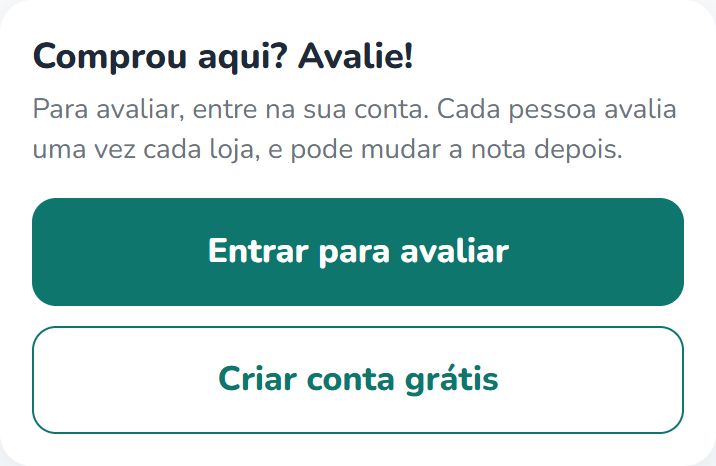 Comprou aqui? Avalie!
Para avaliar, entre na sua conta. Cada pessoa avalia
uma vez cada loja, e pode mudar a nota depois.
Entrar para avaliar
Criar conta grátis